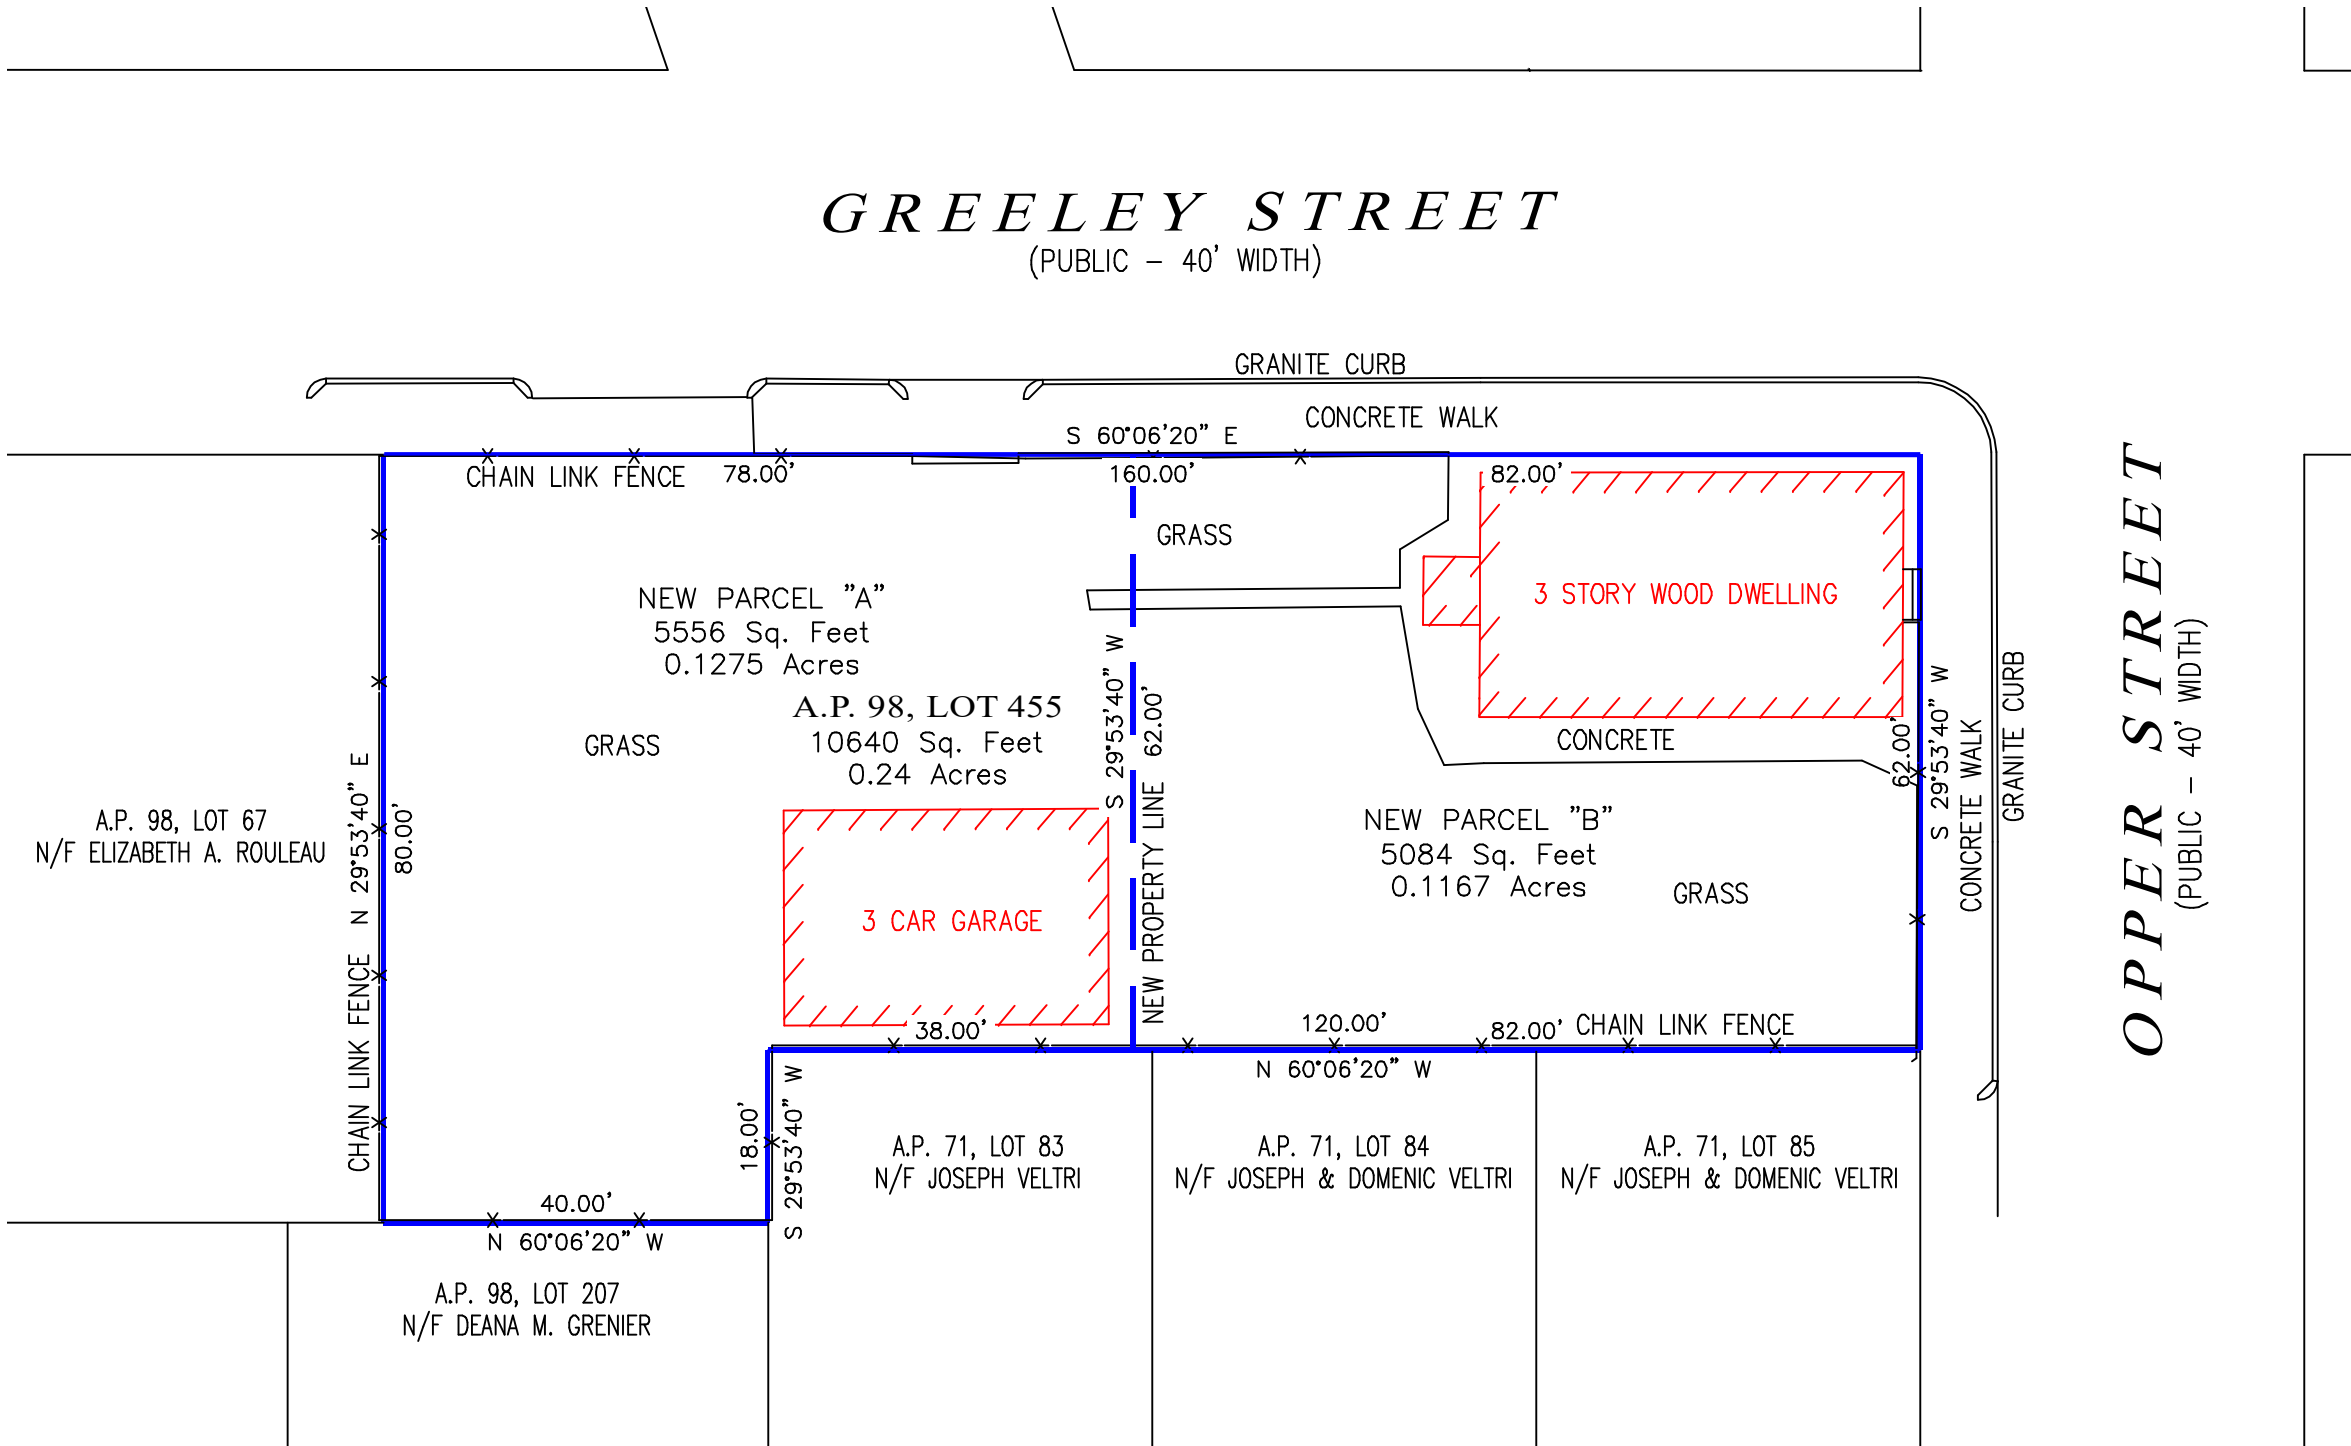 GREELEY STREET
(PUBLIC - 40' WIDTH)
GRANITE CURB
CONCRETE WALK
S 60°06'20" E
CHAIN LINK FENCE
78.00'
160.00'
82.00'
GRASS
NEW PARCEL "A"
5556 Sq. Feet
0.1275 Acres
3 STORY WOOD DWELLING
A.P. 98, LOT 455
10640 Sq. Feet
0.24 Acres
GRASS
S 29°53'40" W
62.00'
NEW PROPERTY LINE
CONCRETE
62.00'
S 29°53'40" W
CONCRETE WALK
GRANITE CURB
OPPER STREET
(PUBLIC - 40' WIDTH)
A.P. 98, LOT 67
N/F ELIZABETH A. ROULEAU
N 29°53'40" E
80.00'
CHAIN LINK FENCE
NEW PARCEL "B"
5084 Sq. Feet
0.1167 Acres
GRASS
3 CAR GARAGE
38.00'
120.00'
82.00'
CHAIN LINK FENCE
N 60°06'20" W
18.00'
S 29°53'40" W
A.P. 71, LOT 83
N/F JOSEPH VELTRI
A.P. 71, LOT 84
N/F JOSEPH & DOMENIC VELTRI
A.P. 71, LOT 85
N/F JOSEPH & DOMENIC VELTRI
40.00'
N 60°06'20" W
A.P. 98, LOT 207
N/F DEANA M. GRENIER